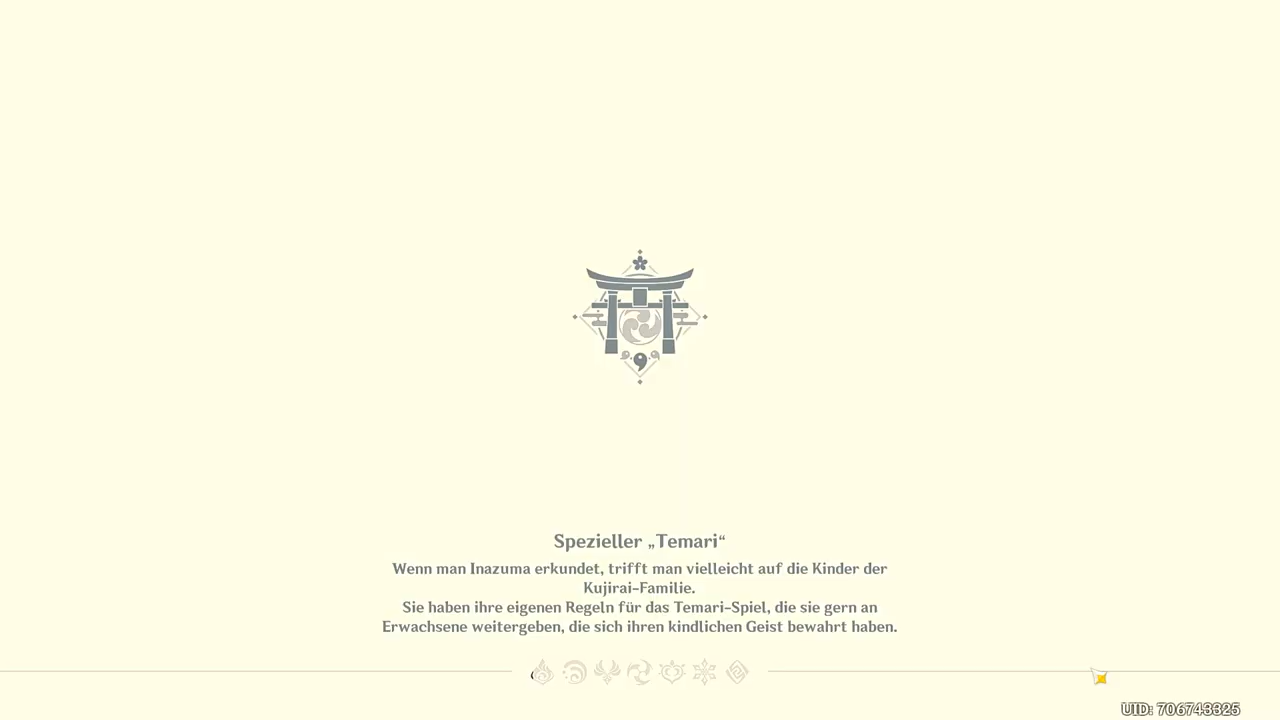 Spezieller „Temari“
Wenn man Inazuma erkundet, trifft man vielleicht auf die Kinder der
Kujirai-Familie.
Sie haben ihre eigenen Regeln für das Temari-Spiel, die sie gern an
Erwachsene weitergeben, die sich ihren kindlichen Geist bewahrt haben.
UID: 706743325